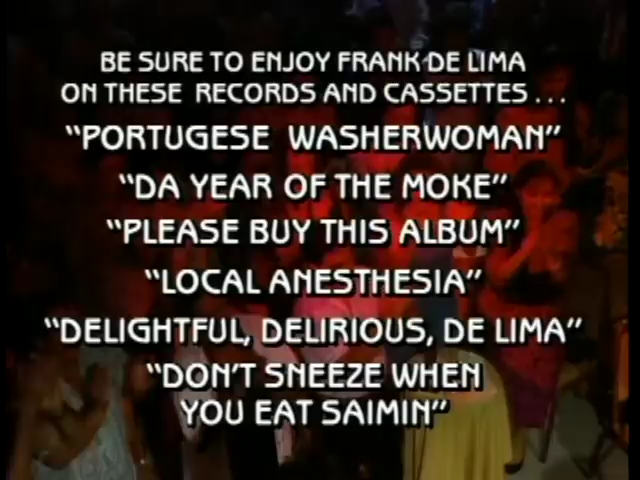 BE SURE TO ENJOY FRANK DE LIMA
ON THESE RECORDS AND CASSETTES...
"PORTUGESE WASHERWOMAN"
"DA YEAR OF THE MOKE"
"PLEASE BUY THIS ALBUM"
"LOCAL ANESTHESIA"
"DELIGHTFUL, DELIRIOUS, DE LIMA"
"DON'T SNEEZE WHEN
YOU EAT SAIMIN"